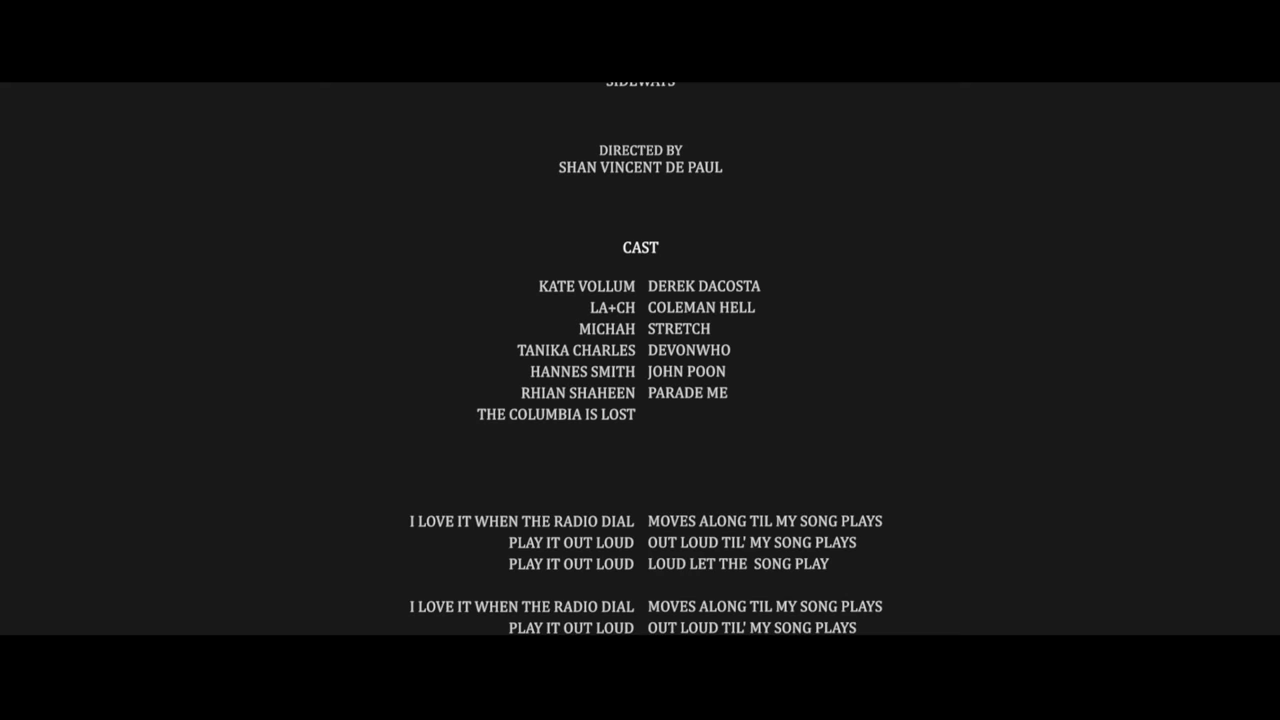 SIDEWAYS
DIRECTED BY
SHAN VINCENT DE PAUL
CAST
KATE VOLLUM DEREK DACOSTA
LA+CH COLEMAN HELL
MICHAH STRETCH
TANIKA CHARLES DEVONWHO
HANNES SMITH JOHN POON
RHIAN SHAHEEN PARADE ME
THE COLUMBIA IS LOST
I LOVE IT WHEN THE RADIO DIAL MOVES ALONG TIL MY SONG PLAYS
PLAY IT OUT LOUD OUT LOUD TIL' MY SONG PLAYS
PLAY IT OUT LOUD LOUD LET THE SONG PLAY
I LOVE IT WHEN THE RADIO DIAL MOVES ALONG TIL MY SONG PLAYS
PLAY IT OUT LOUD OUT LOUD TIL' MY SONG PLAYS